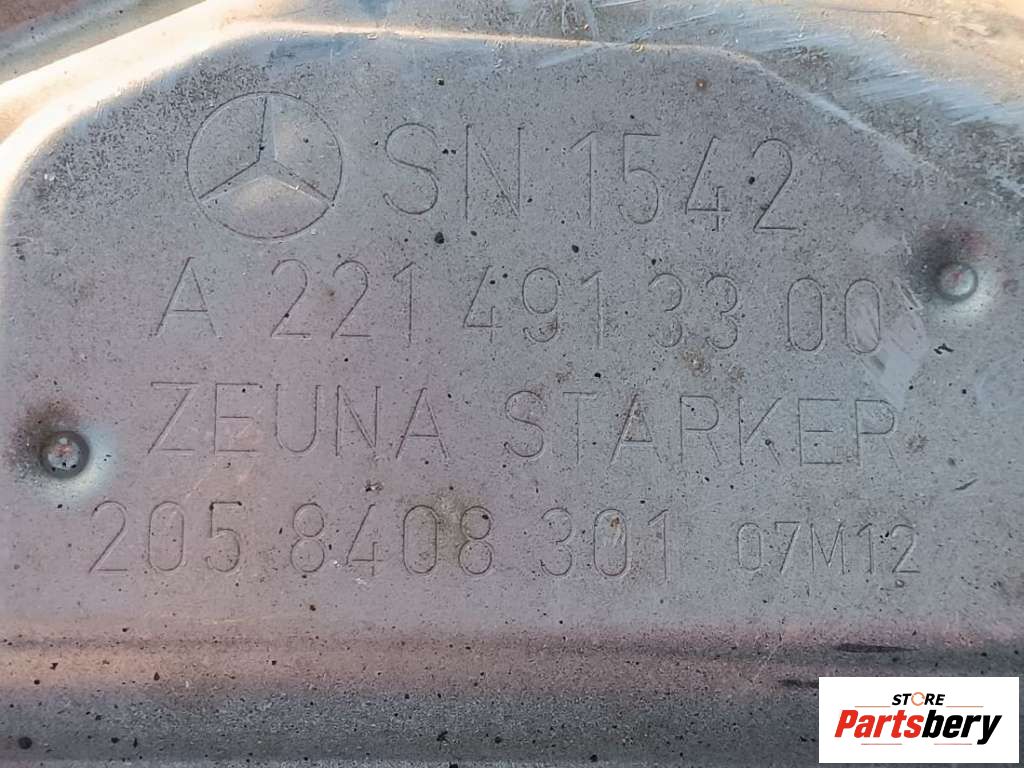 SN 1542
A 221 491 33 00
ZEUNA STARKER
205 8408 301 07M12
STORE
Partsbery